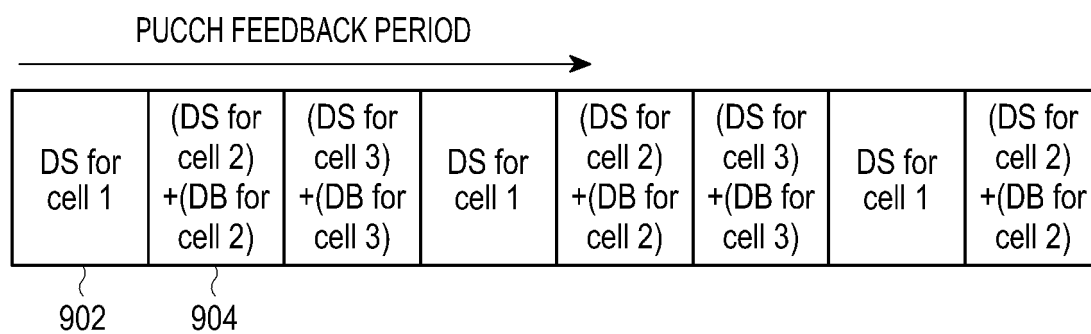 PUCCH FEEDBACK PERIOD
DS for
cell 1
(DS for
cell 2)
+(DB for
cell 2)
(DS for
cell 3)
+(DB for
cell 3)
DS for
cell 1
(DS for
cell 2)
+(DB for
cell 2)
(DS for
cell 3)
+(DB for
cell 3)
DS for
cell 1
(DS for
cell 2)
+(DB for
cell 2)
902
904